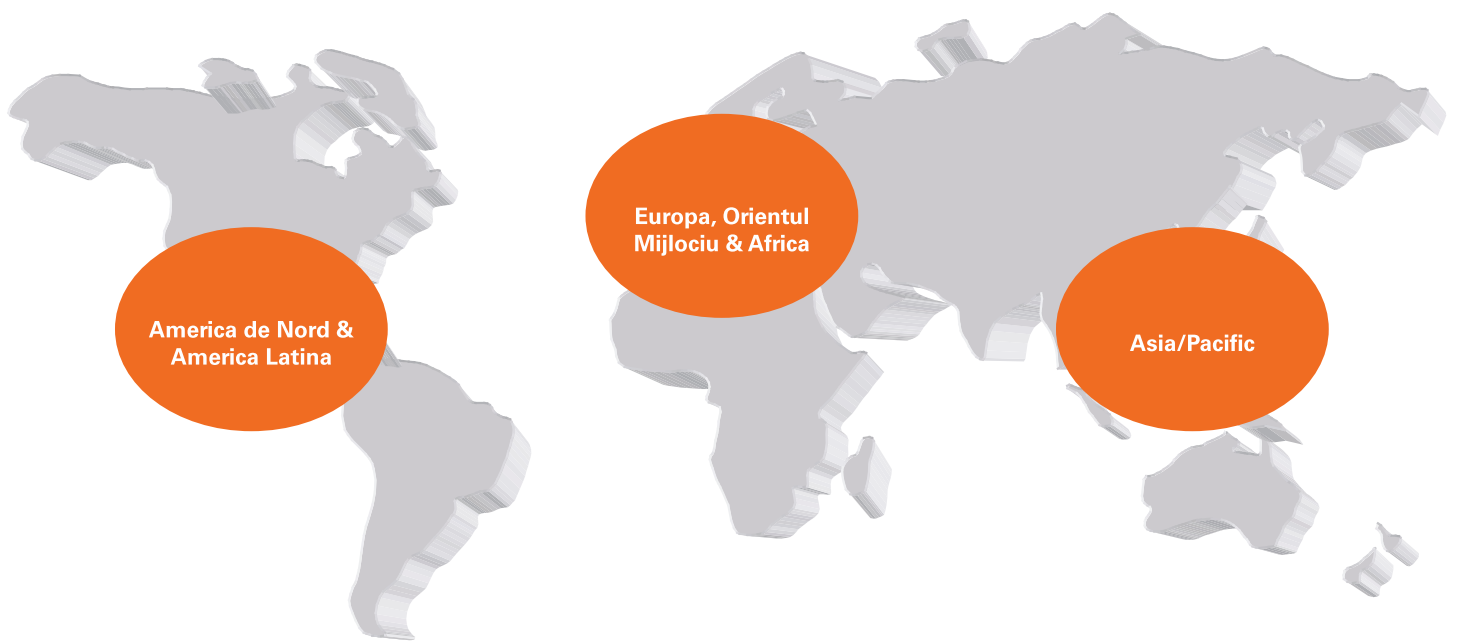 America de Nord &
America Latina
Europa, Orientul
Mijlociu & Africa
Asia/Pacific